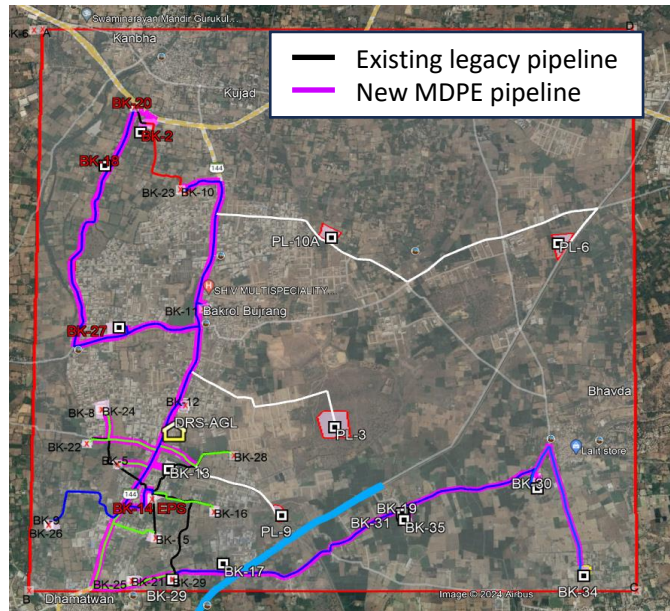 Swaminarayan Mandir Gurukul
Kanbha
BK-6
A
D
Existing legacy pipeline
New MDPE pipeline
Kujad
BK-20
BK-2
BK-18
144
BK-23
BK-10
PL-10A
PL-6
SHIV MULTISPECIALITY...
BK-11
Bakrol Bujrang
BK-27
Bhavda
BK-8
BK-24
BK-12
DRS-AGL
PL-3
BK-22
Lalit store
BK-5
BK-28
BK-13
BK-30
144
BK-14 EPS
BK-9
BK-26
BK-16
PL-9
BK-19
BK-31
BK-35
BK-15
BK-17
BK-25
BK-21
BK-29
BK-29
BK-34
B
Dhamatwan
Image © 2024 Airbus
C